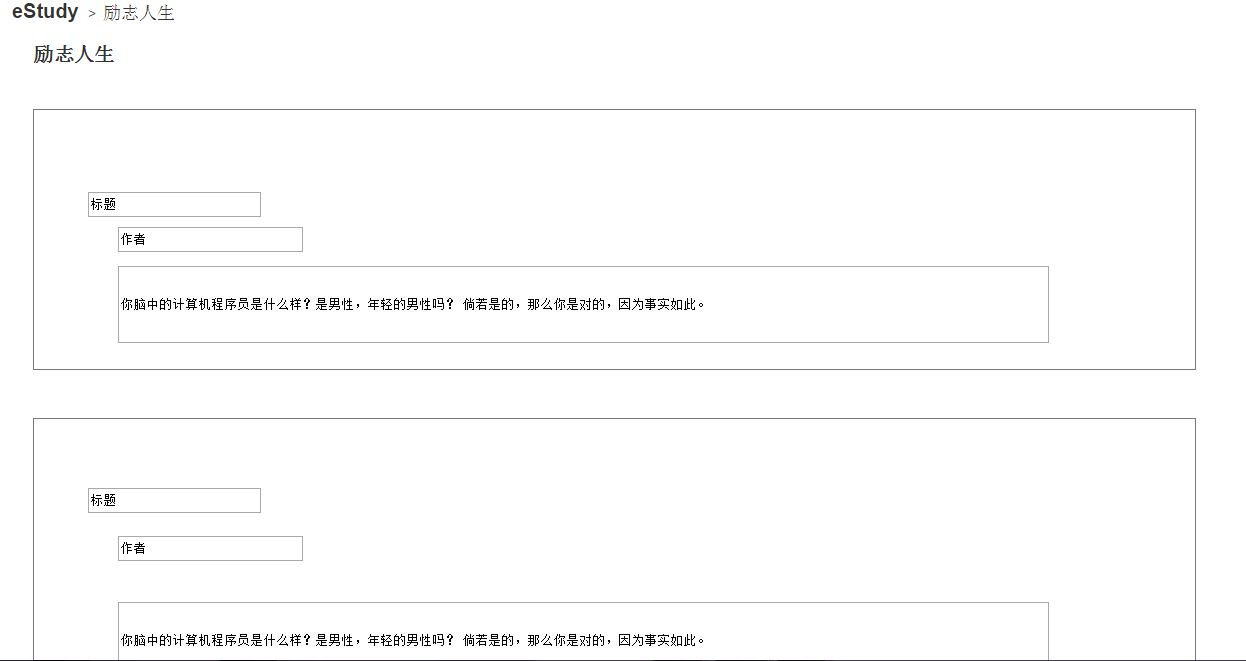 eStudy > 励志人生
励志人生
标题
作者
你脑中的计算机程序员是什么样？是男性，年轻的男性吗？ 倘若是的，那么你是对的，因为事实如此。
标题
作者
你脑中的计算机程序员是什么样？是男性，年轻的男性吗？ 倘若是的，那么你是对的，因为事实如此。